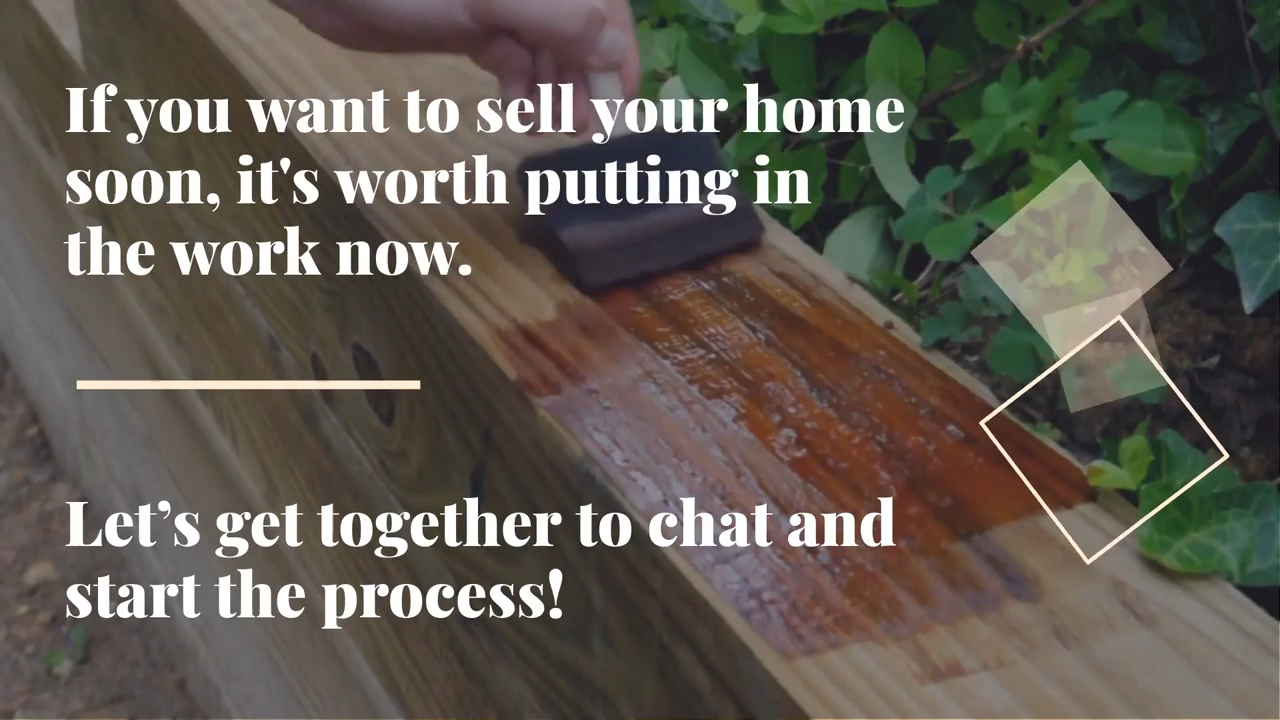 If you want to sell your home
soon, it's worth putting in
the work now.
Let’s get together to chat and
start the process!